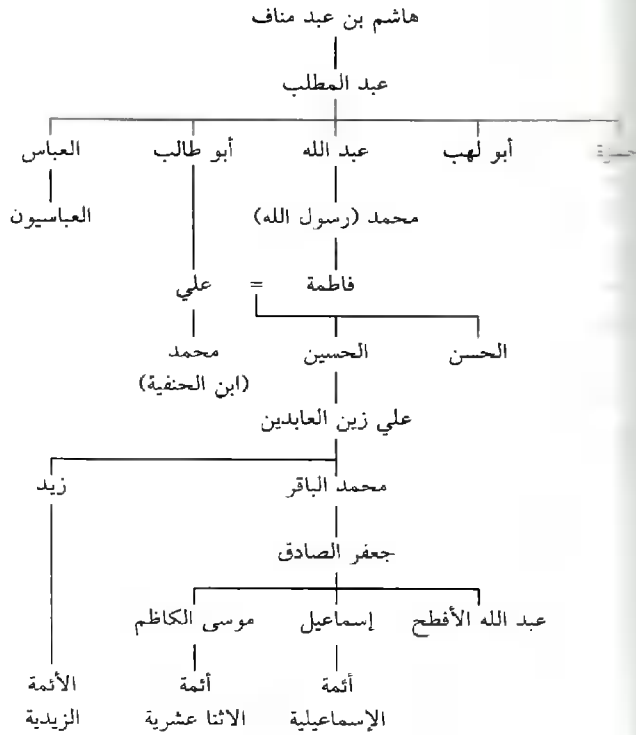 هاشم بن عبد مناف
عبد المطلب
أبو لهب
عبد الله
أبو طالب
العباس
محمد (رسول الله)
العباسيون
فاطمة
=
علي
الحسن
الحسين
محمد
(ابن الحنفية)
علي زين العابدين
محمد الباقر
زيد
جعفر الصادق
عبد الله الأفطح
إسماعيل
موسى الكاظم
أئمة
الإسماعيلية
أئمة
الاثنا عشرية
الأئمة
الزيدية